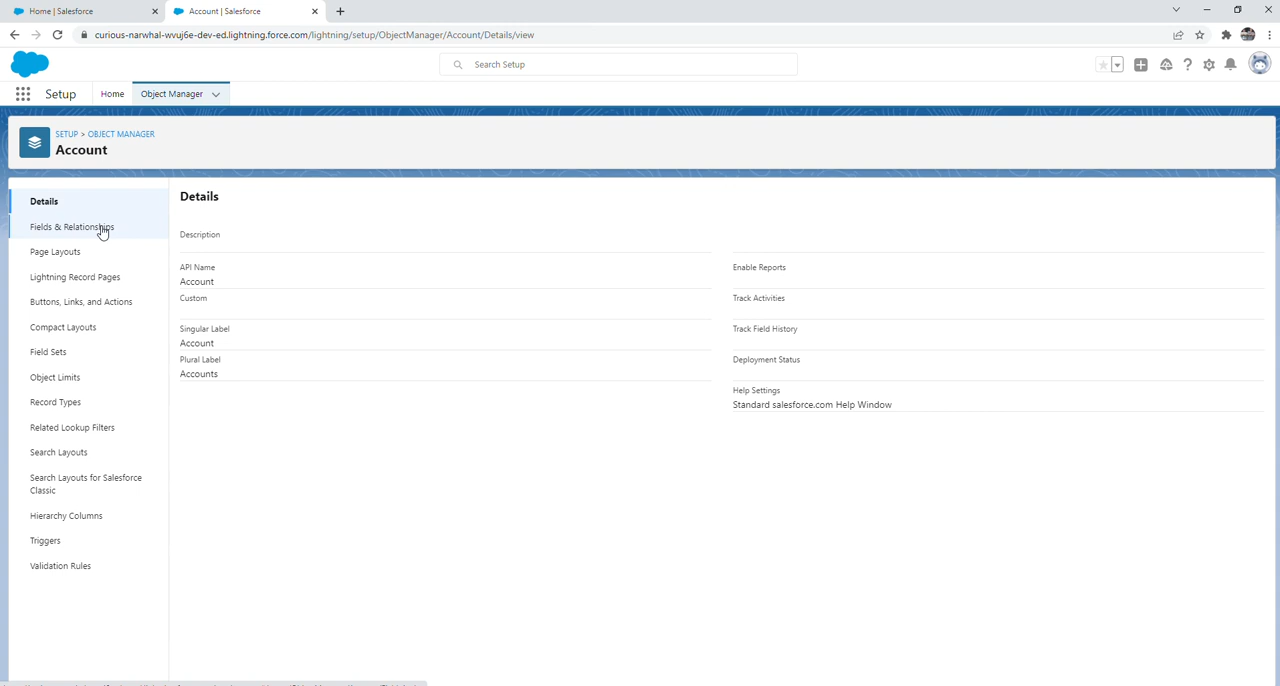 Home | Salesforce
Account | Salesforce
curious-narwhal-wvuj6e-dev-ed.lightning.force.com/lightning/setup/ObjectManager/Account/Details/view
Search Setup
Setup
Home
Object Manager
SETUP > OBJECT MANAGER
Account
Details
Fields & Relationships
Page Layouts
Lightning Record Pages
Buttons, Links, and Actions
Compact Layouts
Field Sets
Object Limits
Record Types
Related Lookup Filters
Search Layouts
Search Layouts for Salesforce
Classic
Hierarchy Columns
Triggers
Validation Rules
Details
Description
API Name
Account
Custom
Singular Label
Account
Plural Label
Accounts
Enable Reports
Track Activities
Track Field History
Deployment Status
Help Settings
Standard salesforce.com Help Window